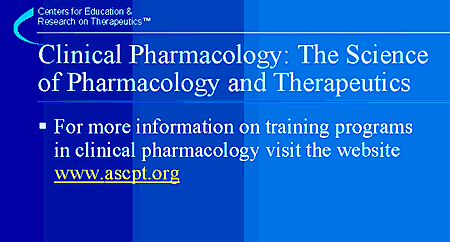 Centers for Education &
Research on Therapeutics™
Clinical Pharmacology: The Science
of Pharmacology and Therapeutics
▪ For more information on training programs
in clinical pharmacology visit the website
www.ascpt.org